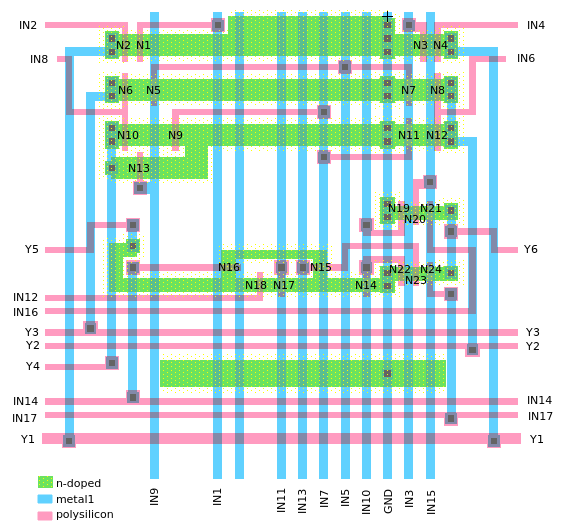 IN2 IN4
N2 N1 N3 N4
IN8 IN6
N6 N5 N7 N8
N10 N9 N11 N12
N13
N19 N21
N20
Y5 Y6
N16 N15 N22 N24
N18 N17 N14 N23
IN12
IN16
Y3 Y3
Y2 Y2
Y4
IN14 IN14
IN17 IN17
Y1 Y1
n-doped
metal1
polysilicon
IN9 IN1 IN11 IN13 IN7 IN5 IN10 GND IN3 IN15